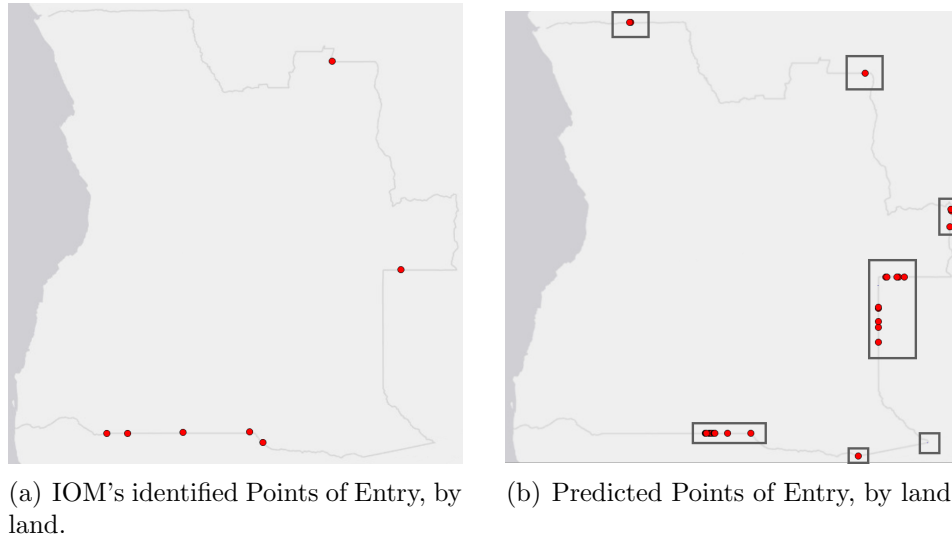 (a) IOM's identified Points of Entry, by
land.
(b) Predicted Points of Entry, by land